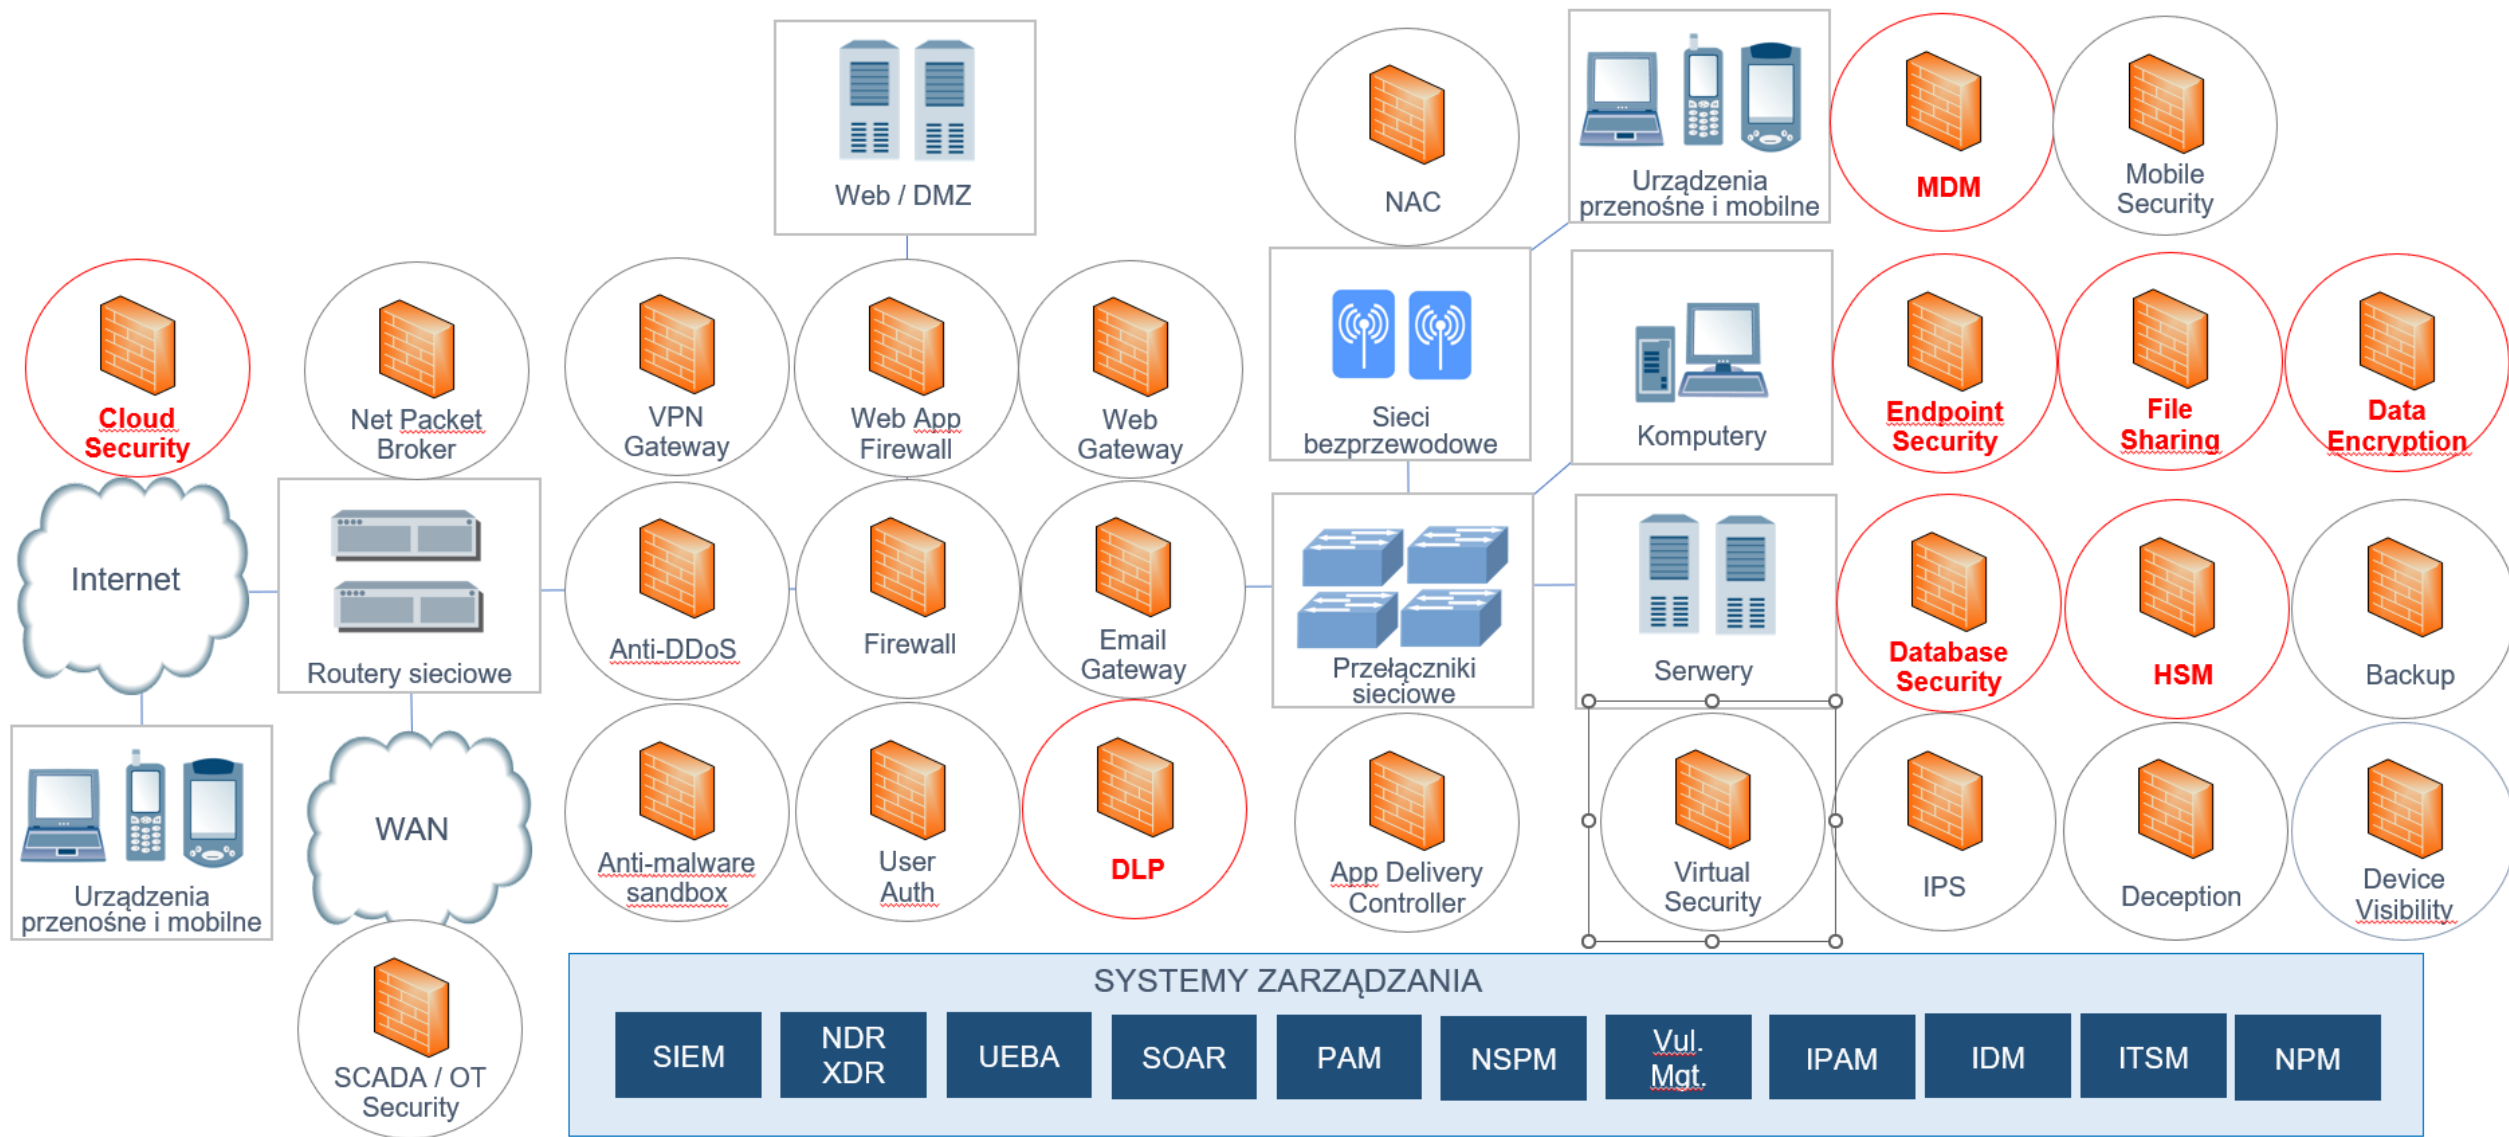 Web / DMZ
NAC
Urządzenia
przenośne i mobilne
MDM
Mobile
Security
Cloud
Security
Net Packet
Broker
VPN
Gateway
Web App
Firewall
Web
Gateway
Sieci
bezprzewodowe
Komputery
Endpoint
Security
File
Sharing
Data
Encryption
Internet
Routery sieciowe
Anti-DDoS
Firewall
Email
Gateway
Przełączniki
sieciowe
Serwery
Database
Security
HSM
Backup
Urządzenia
przenośne i mobilne
WAN
Anti-malware
sandbox
User
Auth
DLP
App Delivery
Controller
Virtual
Security
IPS
Deception
Device
Visibility
SCADA / OT
Security
SYSTEMY ZARZĄDZANIA
SIEM
NDR
XDR
UEBA
SOAR
PAM
NSPM
Vul.
Mgt.
IPAM
IDM
ITSM
NPM